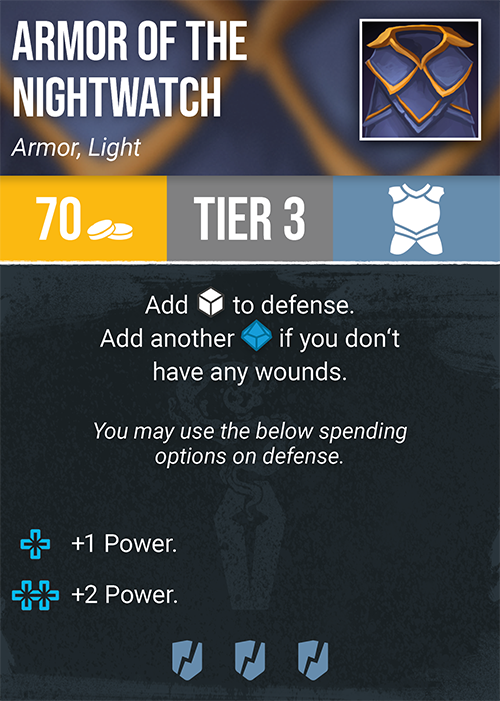 ARMOR OF THE
NIGHTWATCH
Armor, Light
70
TIER 3
Add to defense.
Add another if you don‘t
have any wounds.
You may use the below spending
options on defense.
+1 Power.
+2 Power.